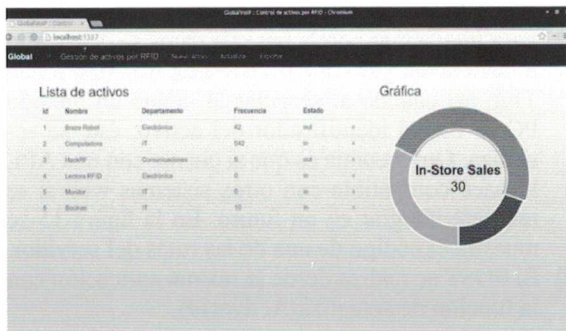 Control de activos por RFID - Chromium
localhost:1337
Global Gestión de activos por RFID Nuevo Activo Actualizar Exportar
Lista de activos
Gráfica
Id Nombre Departamento Frecuencia Estado
1 Brazo Robot Electrónica 42 out
2 Computadora IT 542 in
3 HackRF Comunicaciones 6 out
4 Lectora RFID Electrónica 0 in
5 Monitor IT 0 in
6 IT 10 in
In-Store Sales
30